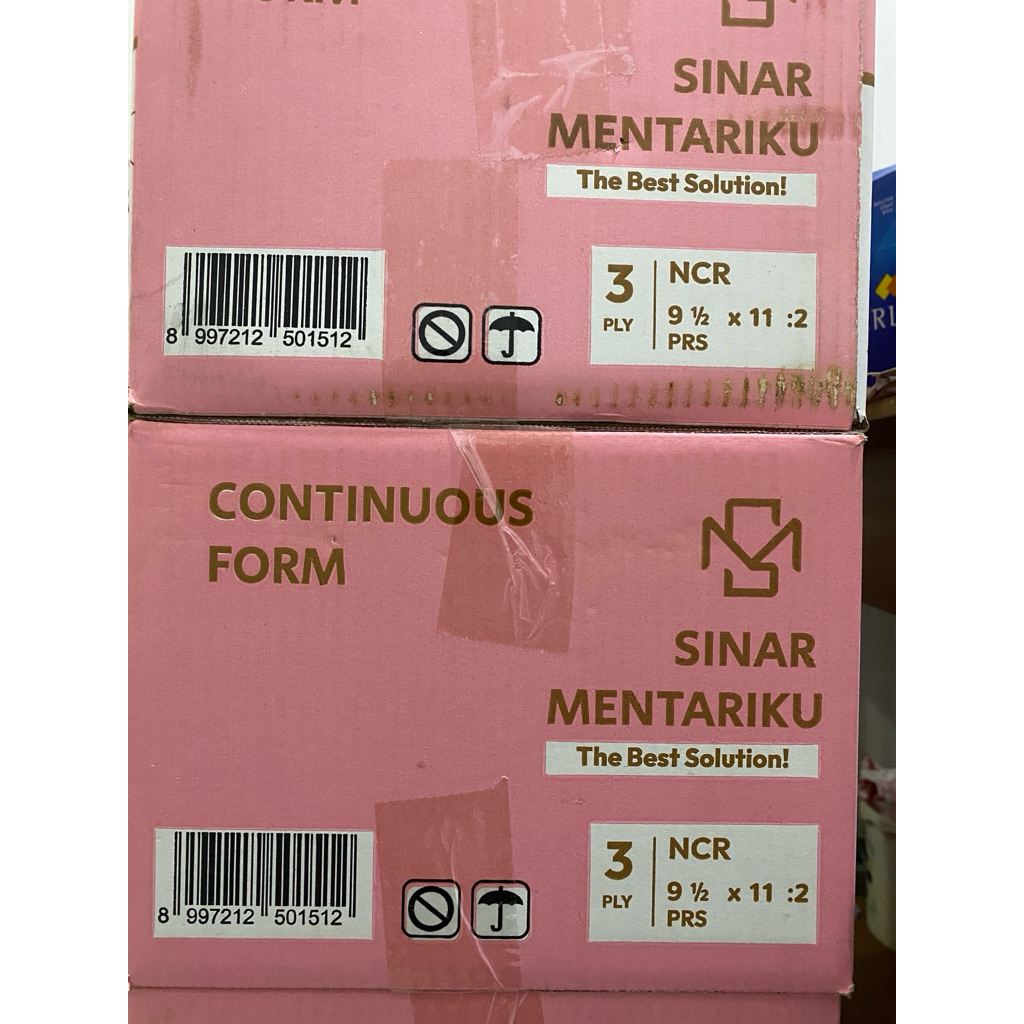 SINAR
MENTARIKU
The Best Solution!
8 997212 501512
3
PLY
NCR
9 ½ x 11 :2
PRS
CONTINUOUS
FORM
SINAR
MENTARIKU
The Best Solution!
8 997212 501512
3
PLY
NCR
9 ½ x 11 :2
PRS